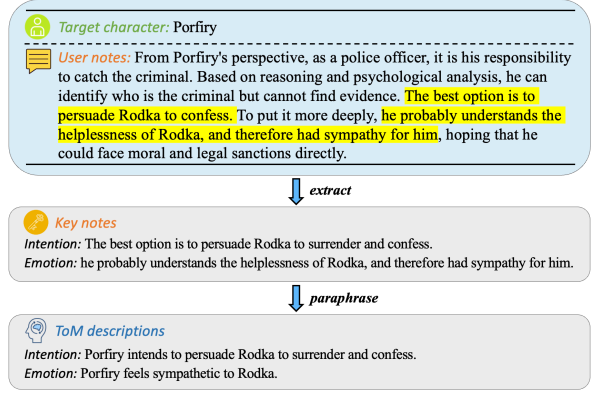 Target character: Porfiry
User notes: From Porfiry's perspective, as a police officer, it is his responsibility
to catch the criminal. Based on reasoning and psychological analysis, he can
identify who is the criminal but cannot find evidence. The best option is to
persuade Rodka to confess. To put it more deeply, he probably understands the
helplessness of Rodka, and therefore had sympathy for him, hoping that he
could face moral and legal sanctions directly.
extract
Key notes
Intention: The best option is to persuade Rodka to surrender and confess.
Emotion: he probably understands the helplessness of Rodka, and therefore had sympathy for him.
paraphrase
ToM descriptions
Intention: Porfiry intends to persuade Rodka to surrender and confess.
Emotion: Porfiry feels sympathetic to Rodka.